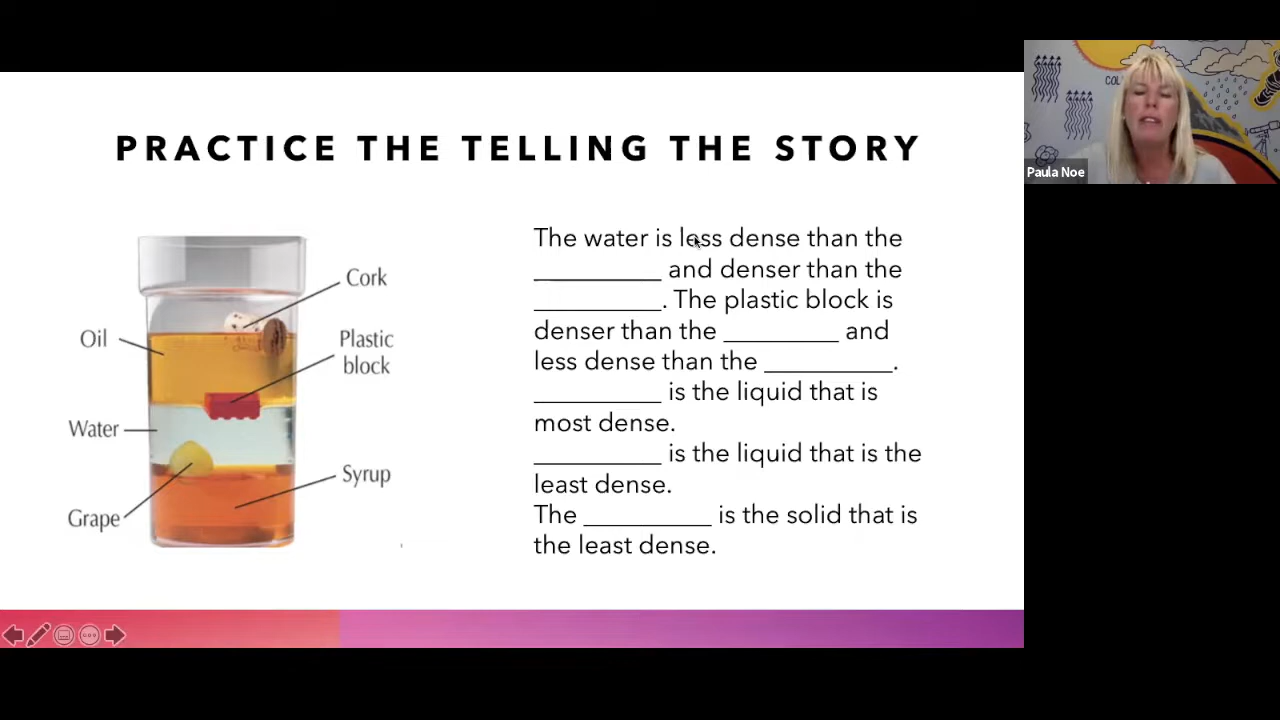 PRACTICE THE TELLING THE STORY
Cork
Oil
Plastic
block
Water
Syrup
Grape
The water is less dense than the
__________ and denser than the
__________. The plastic block is
denser than the _________ and
less dense than the __________.
__________ is the liquid that is
most dense.
__________ is the liquid that is the
least dense.
The __________ is the solid that is
the least dense.
Paula Noe